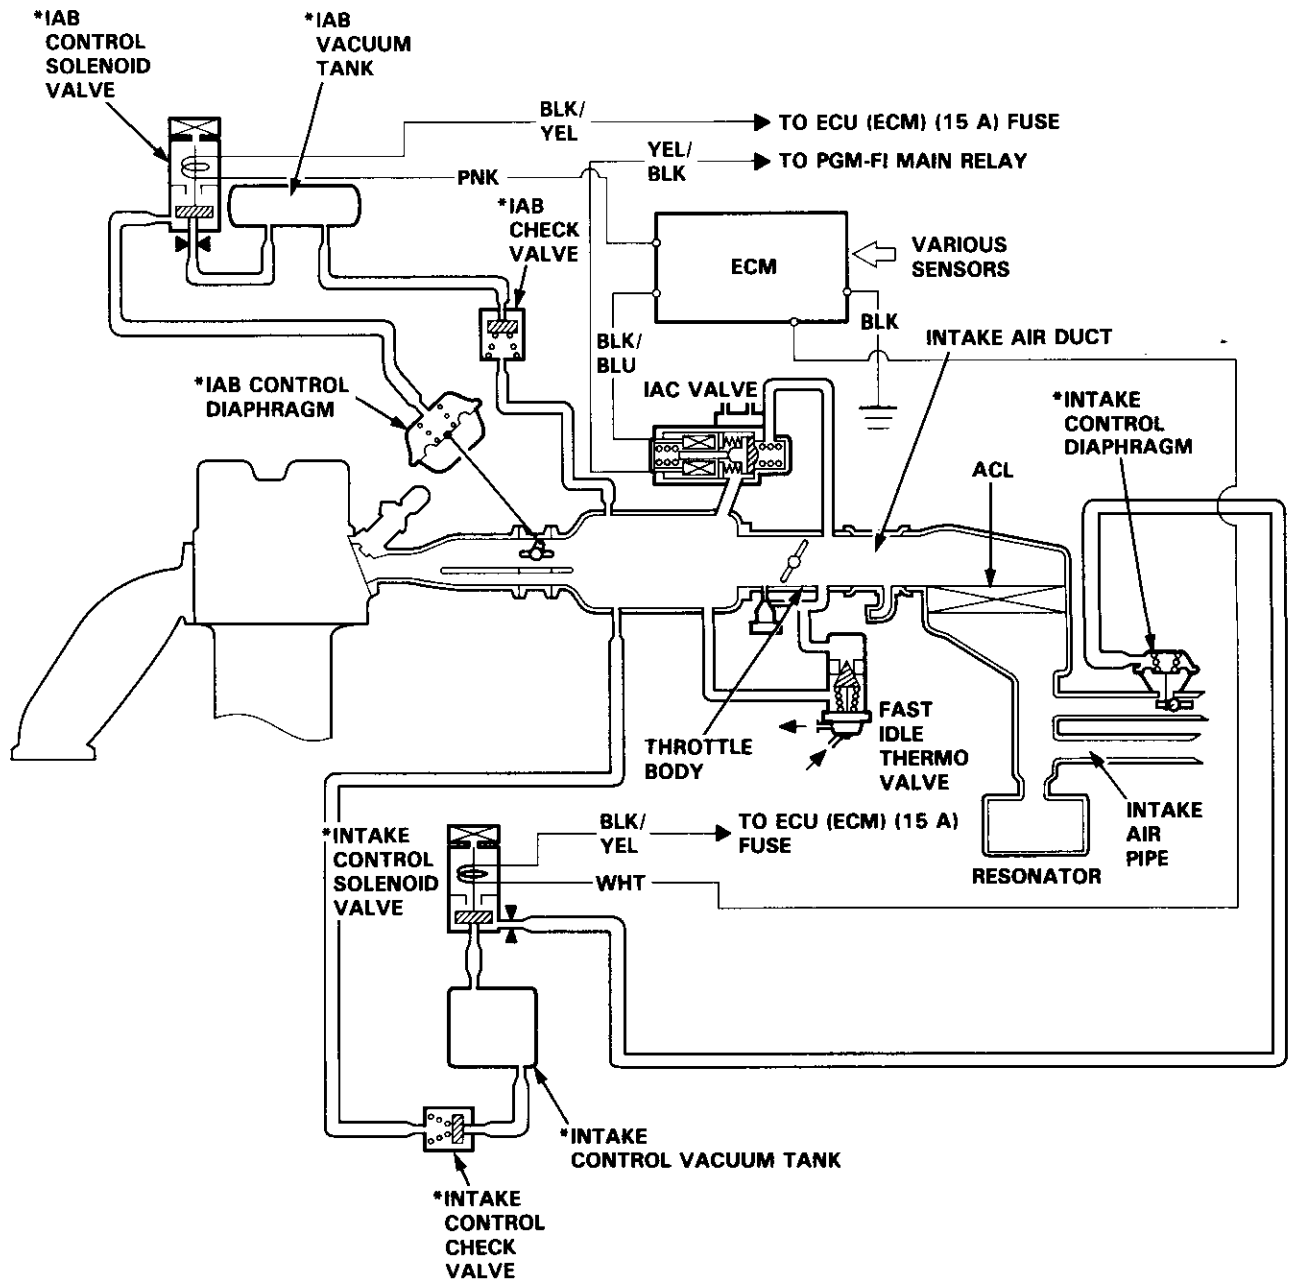 *IAB
CONTROL
SOLENOID
VALVE
*IAB
VACUUM
TANK
BLK/
YEL
TO ECU (ECM) (15 A) FUSE
YEL/
BLK
TO PGM-FI MAIN RELAY
PNK
*IAB
CHECK
VALVE
ECM
VARIOUS
SENSORS
BLK
BLK/
BLU
INTAKE AIR DUCT
*IAB CONTROL
DIAPHRAGM
IAC VALVE
*INTAKE
CONTROL
DIAPHRAGM
ACL
THROTTLE
BODY
FAST
IDLE
THERMO
VALVE
INTAKE
AIR
PIPE
RESONATOR
*INTAKE
CONTROL
SOLENOID
VALVE
BLK/
YEL
TO ECU (ECM) (15 A)
FUSE
WHT
*INTAKE
CONTROL VACUUM TANK
*INTAKE
CONTROL
CHECK
VALVE